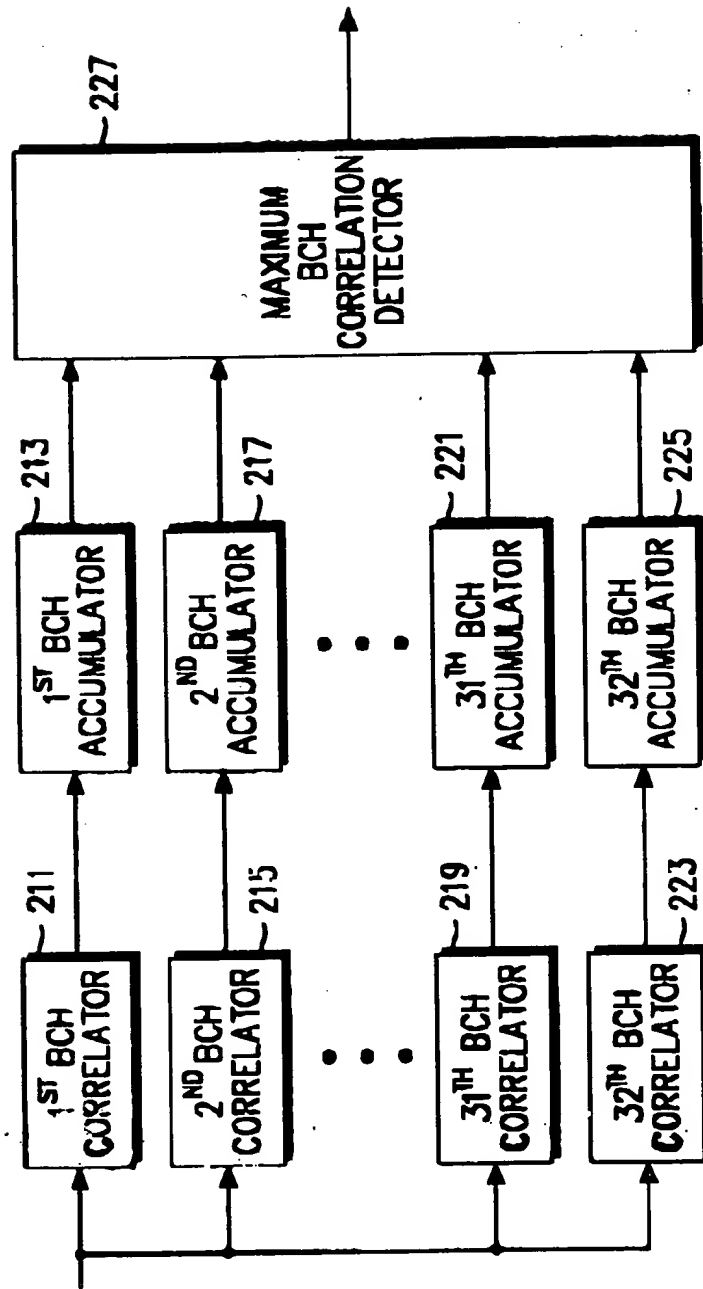 211
1ST BCH
CORRELATOR
213
1ST BCH
ACCUMULATOR
215
2ND BCH
CORRELATOR
217
2ND BCH
ACCUMULATOR
219
31TH BCH
CORRELATOR
221
31TH BCH
ACCUMULATOR
223
32TH BCH
CORRELATOR
225
32TH BCH
ACCUMULATOR
227
MAXIMUM
BCH
CORRELATION
DETECTOR